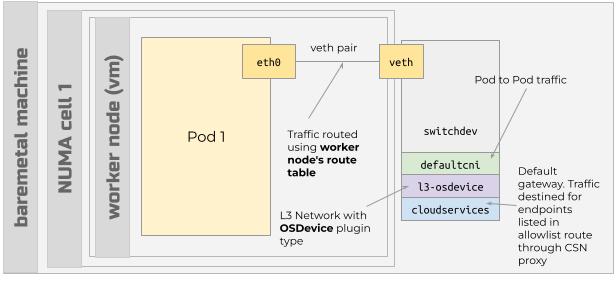 baremetal machine
NUMA cell 1
worker node (vm)
Pod 1
eth0
veth pair
veth
Traffic routed
using worker
node's route
table
L3 Network with
OSDevice plugin
type
Pod to Pod traffic
switchdev
defaultcni
l3-osdevice
cloudservices
Default
gateway. Traffic
destined for
endpoints
listed in
allowlist route
through CSN
proxy